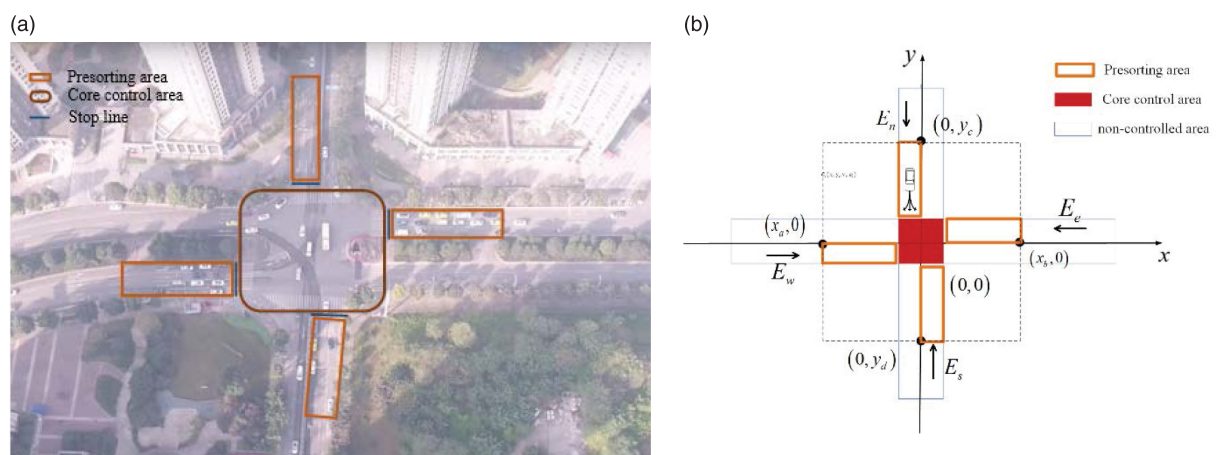 (a)
Presorting area
Core control area
Stop line
(b)
y
Presorting area
Core control area
non-controlled area
E_n
(0, y_c)
(x_a, 0)
E_e
E_w
(x_b, 0)
x
(0, 0)
(0, y_d)
E_s